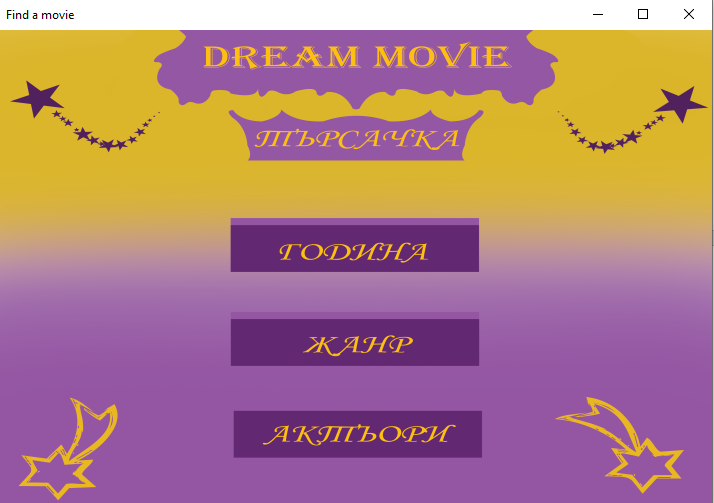 Find a movie
DREAM MOVIE
ТЪРСАЧКА
ГОДИНА
ЖАНР
АКТЬОРИ